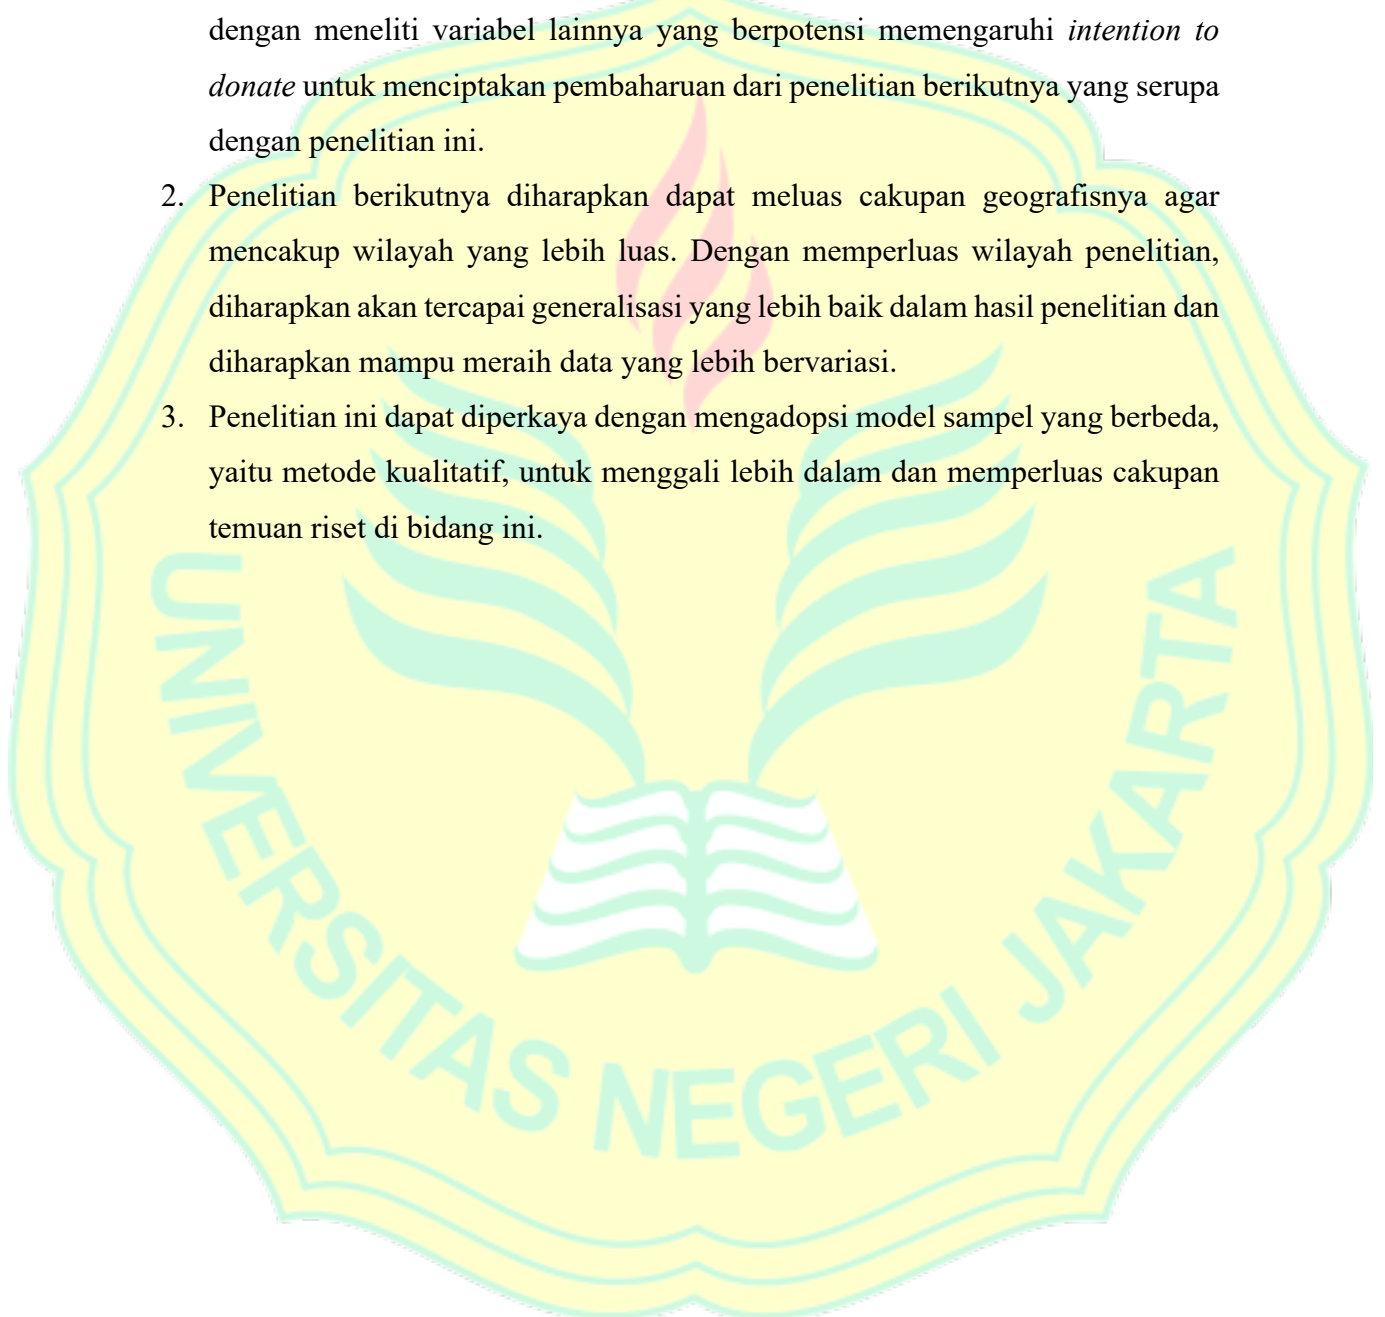 dengan meneliti variabel lainnya yang berpotensi memengaruhi intention to
donate untuk menciptakan pembaharuan dari penelitian berikutnya yang serupa
dengan penelitian ini.
2. Penelitian berikutnya diharapkan dapat meluas cakupan geografisnya agar
mencakup wilayah yang lebih luas. Dengan memperluas wilayah penelitian,
diharapkan akan tercapai generalisasi yang lebih baik dalam hasil penelitian dan
diharapkan mampu meraih data yang lebih bervariasi.
3. Penelitian ini dapat diperkaya dengan mengadopsi model sampel yang berbeda,
yaitu metode kualitatif, untuk menggali lebih dalam dan memperluas cakupan
temuan riset di bidang ini.
UNIVERSITAS NEGERI JAKARTA